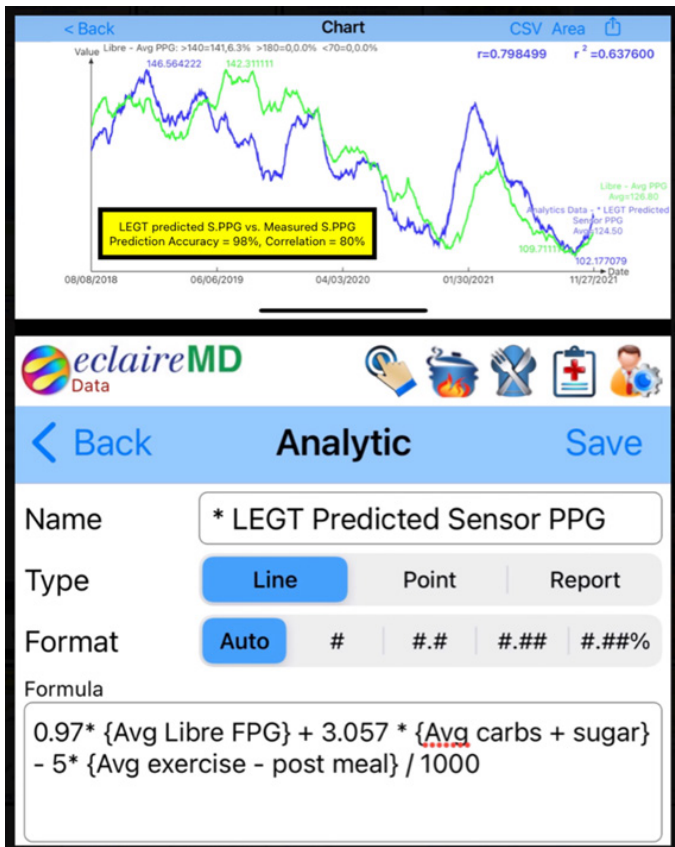 < Back Chart CSV Area
Value Libre - Avg PPG: >140=141,6.3% >180=0,0.0% <70=0,0.0%
r=0.798499 r ²=0.637600
146.564222 142.311111
Libre - Avg PPG
Avg=126.80
Analytics Data - * LEGT Predicted
Sensor PPG
Avg=124.50
LEGT predicted S.PPG vs. Measured S.PPG
Prediction Accuracy = 98%, Correlation = 80%
109.71111
102.177079
Date
08/08/2018 06/06/2019 04/03/2020 01/30/2021 11/27/2021
eclaireMD
Data
Back Analytic Save
Name * LEGT Predicted Sensor PPG
Type Line Point Report
Format Auto # #.# #.## #.##%
Formula
0.97* {Avg Libre FPG} + 3.057 * {Avg carbs + sugar}
- 5* {Avg exercise - post meal} / 1000